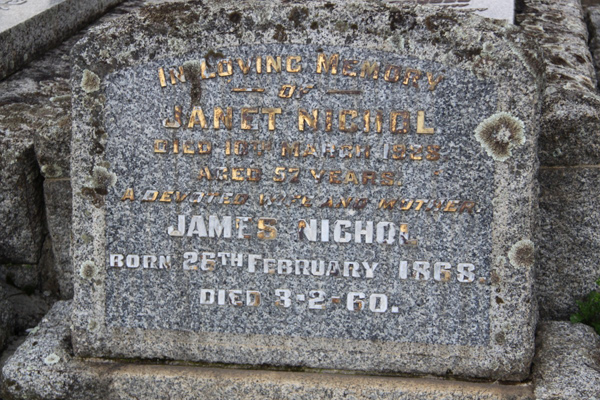 In Loving Memory
of
Janet Nichol
Died 10th March
Aged 57 Years.
A devoted wife and mother.
James Nichol
Born 26th February 1868.
Died 3-2-60.